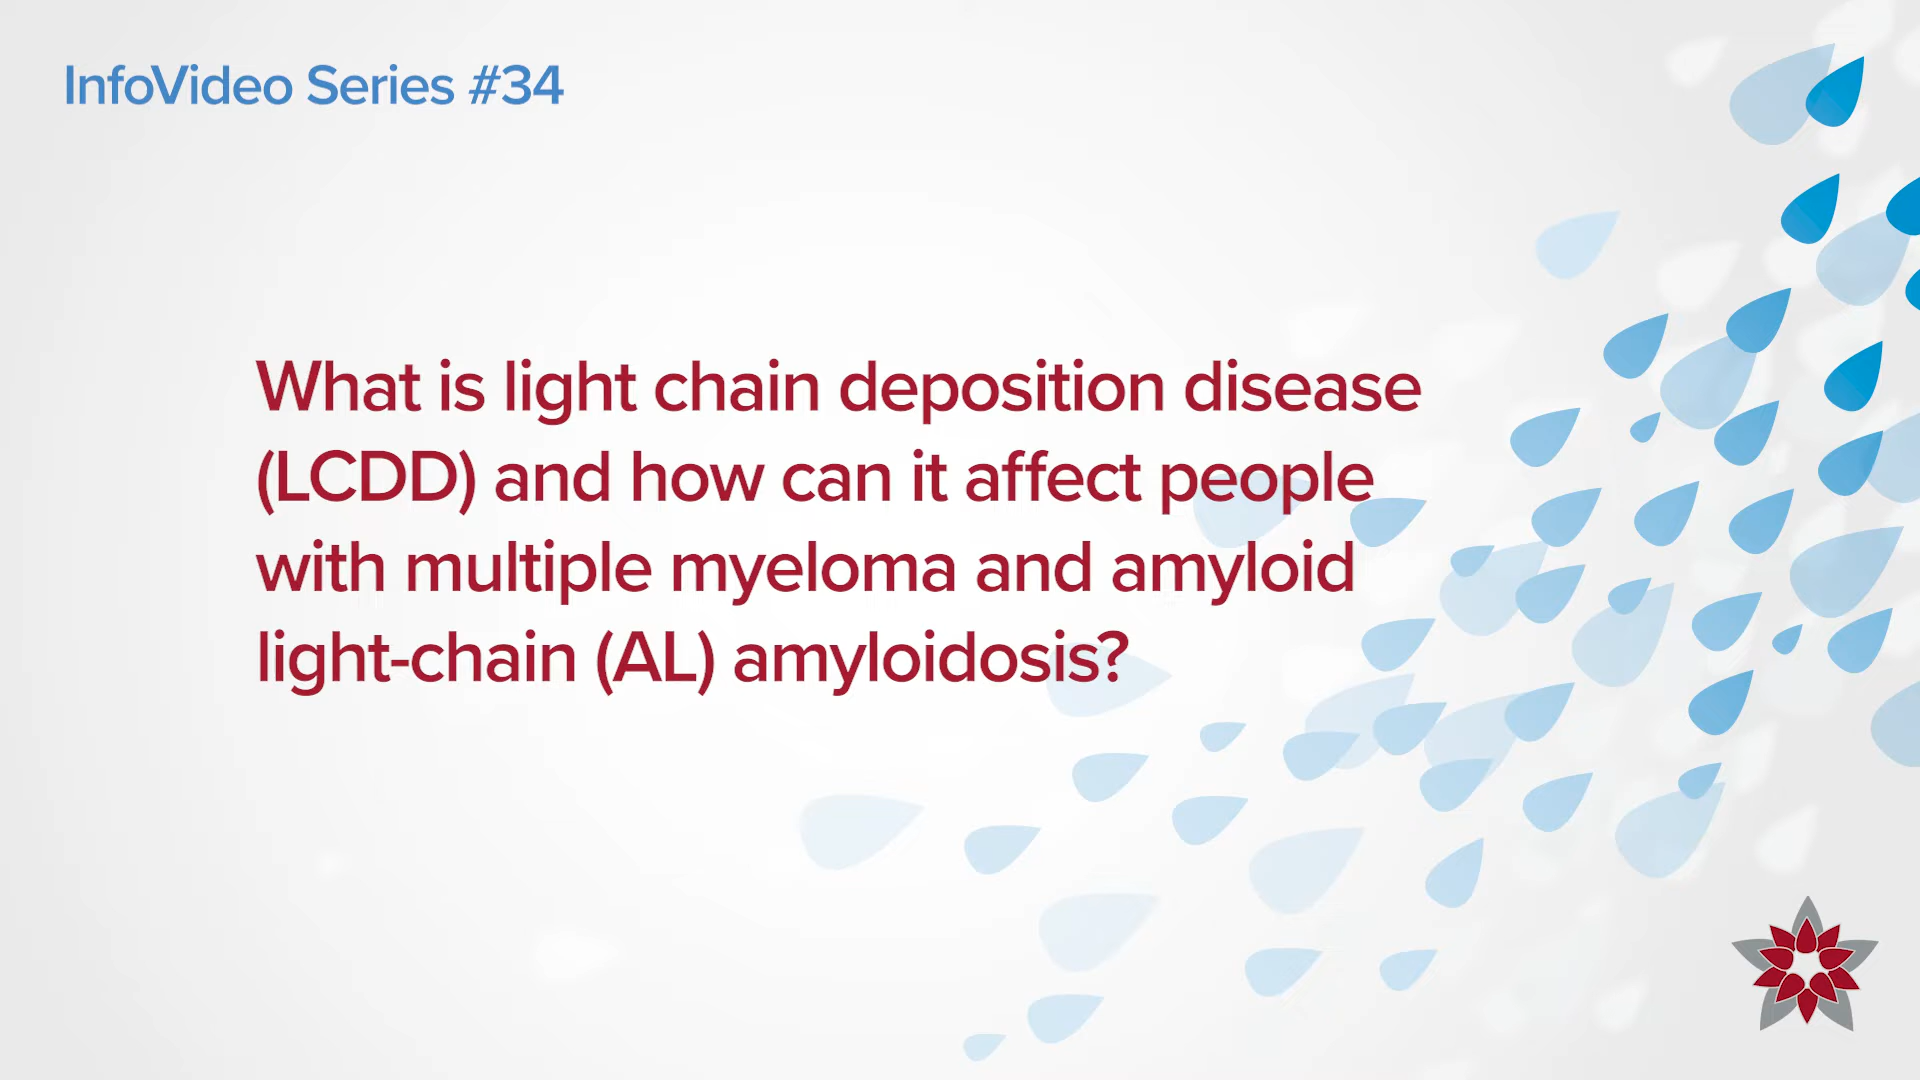 InfoVideo Series #34
What is light chain deposition disease
(LCDD) and how can it affect people
with multiple myeloma and amyloid
light-chain (AL) amyloidosis?